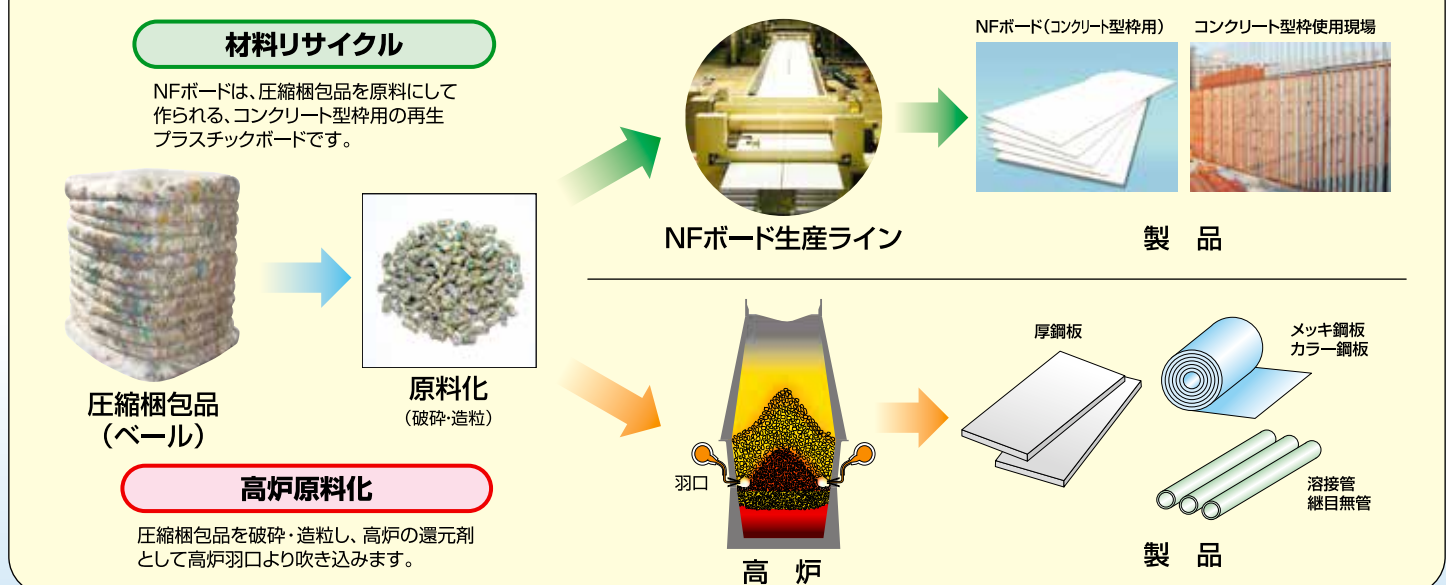 材料リサイクル
NFボードは、圧縮梱包品を原料にして
作られる、コンクリート型枠用の再生
プラスチックボードです。
圧縮梱包品
（ベール）
原料化
（破砕・造粒）
高炉原料化
圧縮梱包品を破砕・造粒し、高炉の還元剤
として高炉羽口より吹き込みます。
NFボード生産ライン
NFボード（コンクリート型枠用）
コンクリート型枠使用現場
製 品
羽口
高 炉
厚鋼板
メッキ鋼板
カラー鋼板
溶接管
継目無管
製 品